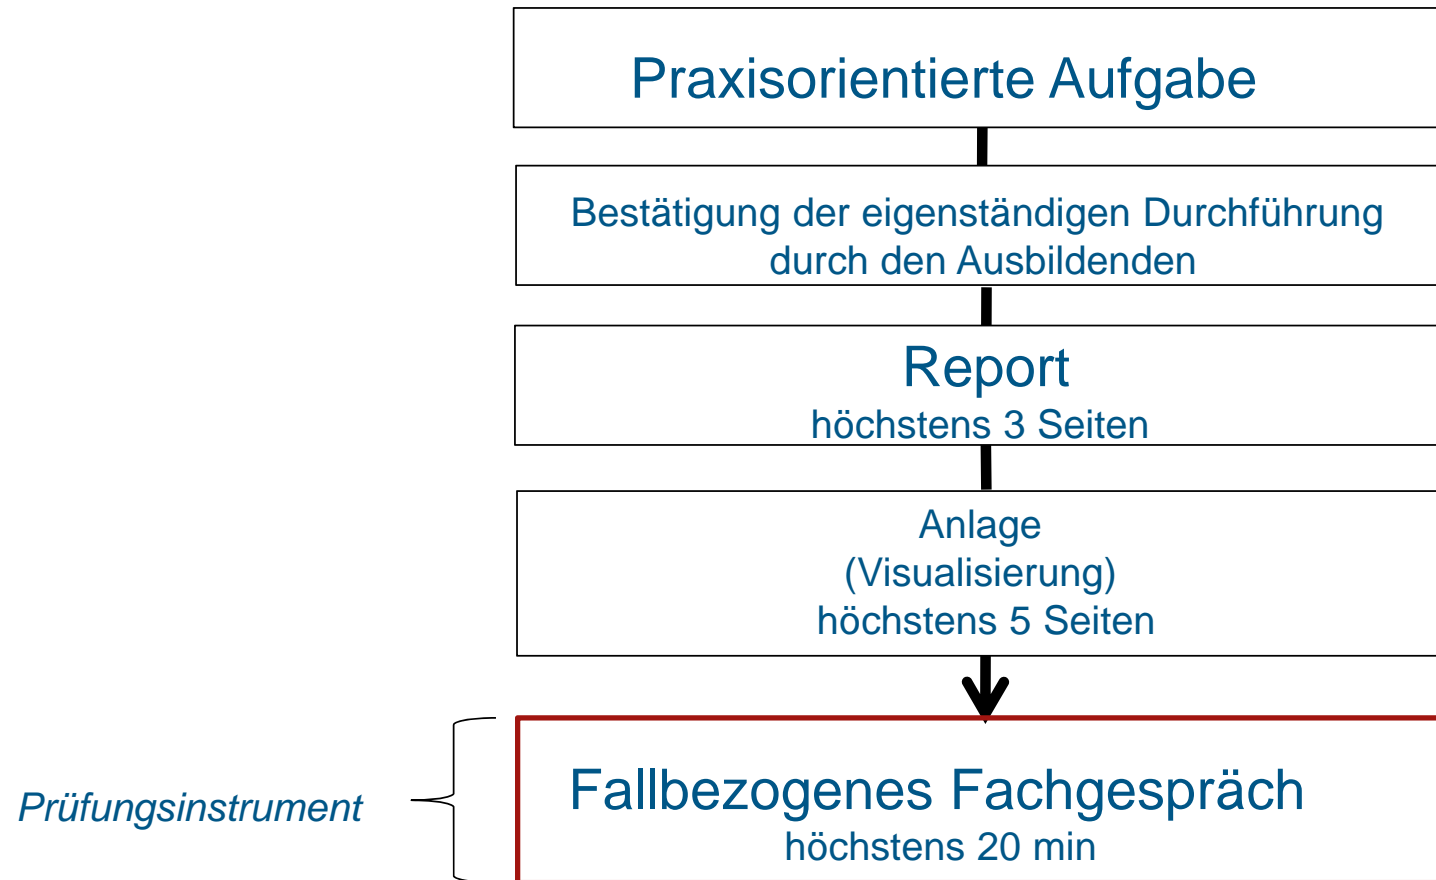 Praxisorientierte Aufgabe
Bestätigung der eigenständigen Durchführung
durch den Ausbildenden
Report
höchstens 3 Seiten
Anlage
(Visualisierung)
höchstens 5 Seiten
Prüfungsinstrument
Fallbezogenes Fachgespräch
höchstens 20 min